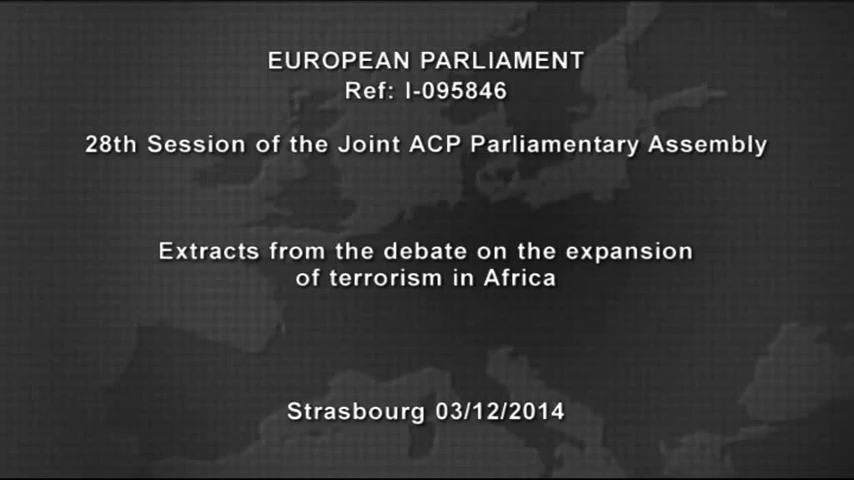 EUROPEAN PARLIAMENT
Ref: I-095846
28th Session of the Joint ACP Parliamentary Assembly
Extracts from the debate on the expansion
of terrorism in Africa
Strasbourg 03/12/2014